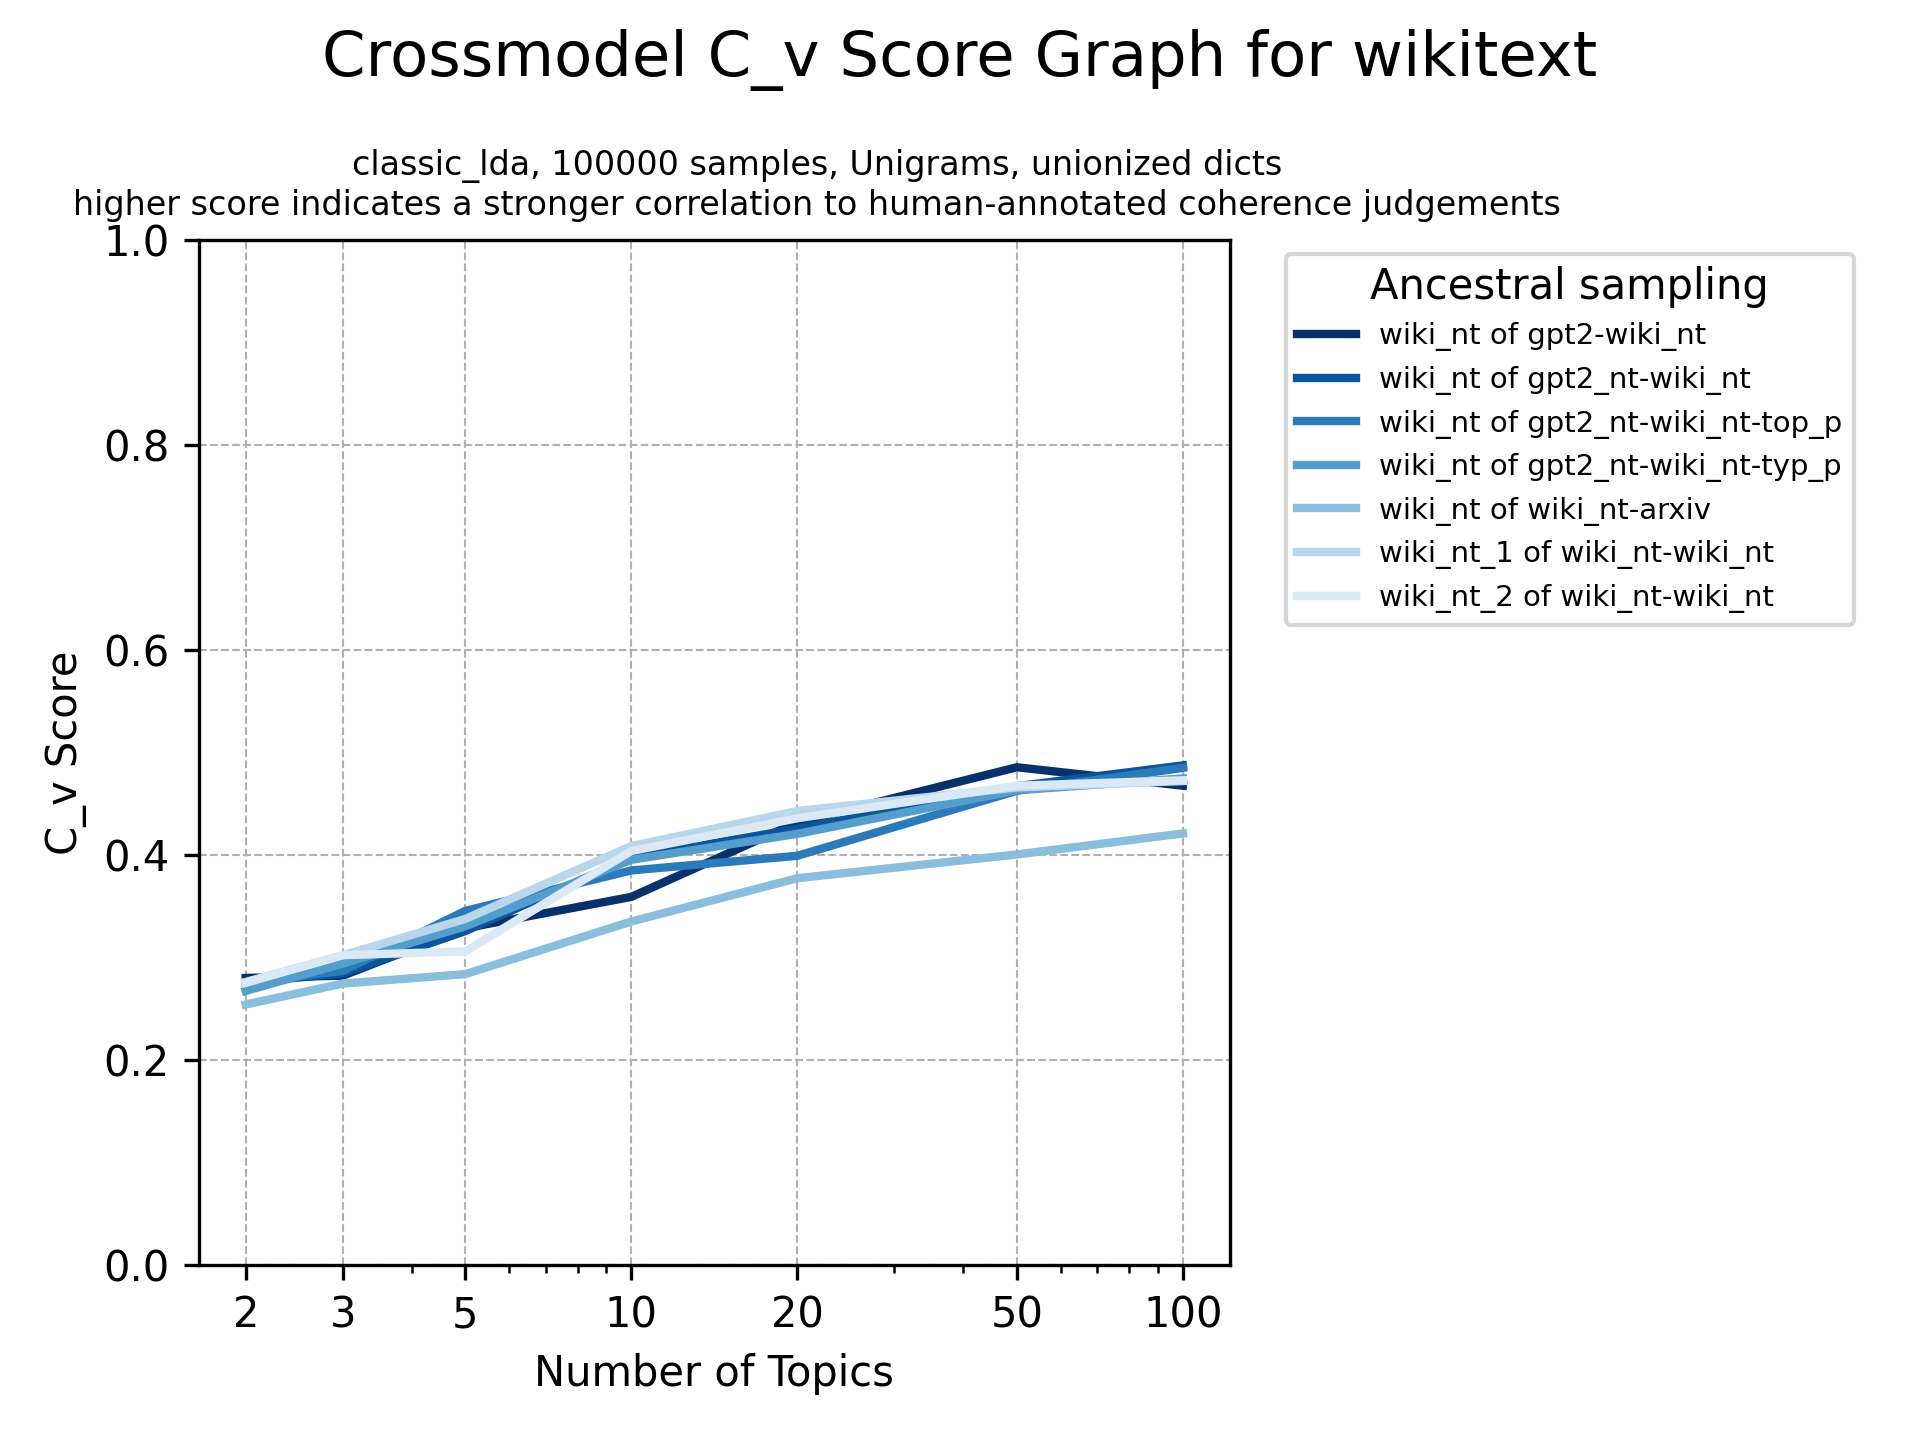 Crossmodel C_v Score Graph for wikitext
classic_lda, 100000 samples, Unigrams, unionized dicts
higher score indicates a stronger correlation to human-annotated coherence judgements
1.0
0.8
0.6
0.4
0.2
0.0
C_v Score
2 3 5 10 20 50 100
Number of Topics
Ancestral sampling
wiki_nt of gpt2-wiki_nt
wiki_nt of gpt2_nt-wiki_nt
wiki_nt of gpt2_nt-wiki_nt-top_p
wiki_nt of gpt2_nt-wiki_nt-typ_p
wiki_nt of wiki_nt-arxiv
wiki_nt_1 of wiki_nt-wiki_nt
wiki_nt_2 of wiki_nt-wiki_nt